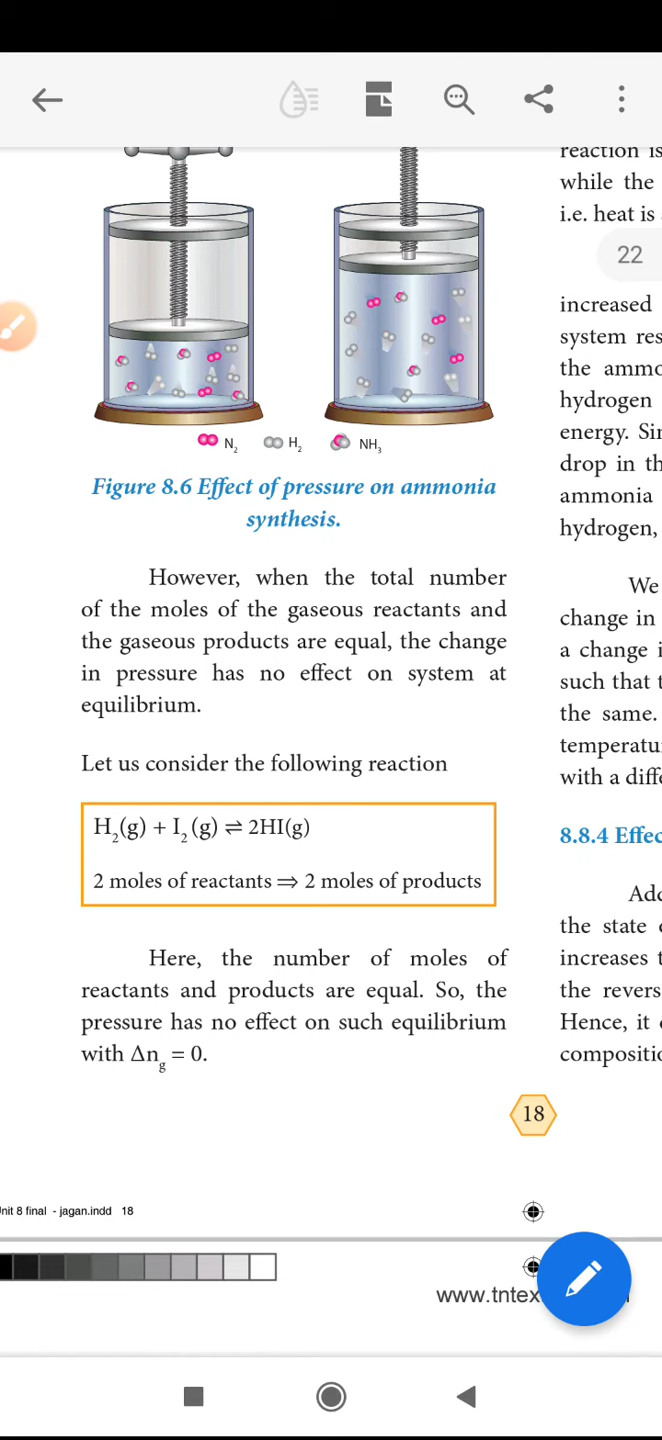 N2
H2
NH3
Figure 8.6 Effect of pressure on ammonia
synthesis.
However, when the total number
of the moles of the gaseous reactants and
the gaseous products are equal, the change
in pressure has no effect on system at
equilibrium.
Let us consider the following reaction
H2(g) + I2 (g) ⇌ 2HI(g)
2 moles of reactants ⟹ 2 moles of products
Here, the number of moles of
reactants and products are equal. So, the
pressure has no effect on such equilibrium
with Δng = 0.
reaction is
while the
i.e. heat is
22
increased
system res
the ammo
hydrogen
energy. Sin
drop in th
ammonia
hydrogen,
We
change in
a change i
such that t
the same.
temperatu
with a diffe
8.8.4 Effec
Add
the state o
increases t
the revers
Hence, it
compositio
18
nit 8 final - jagan.indd 18
www.tntex